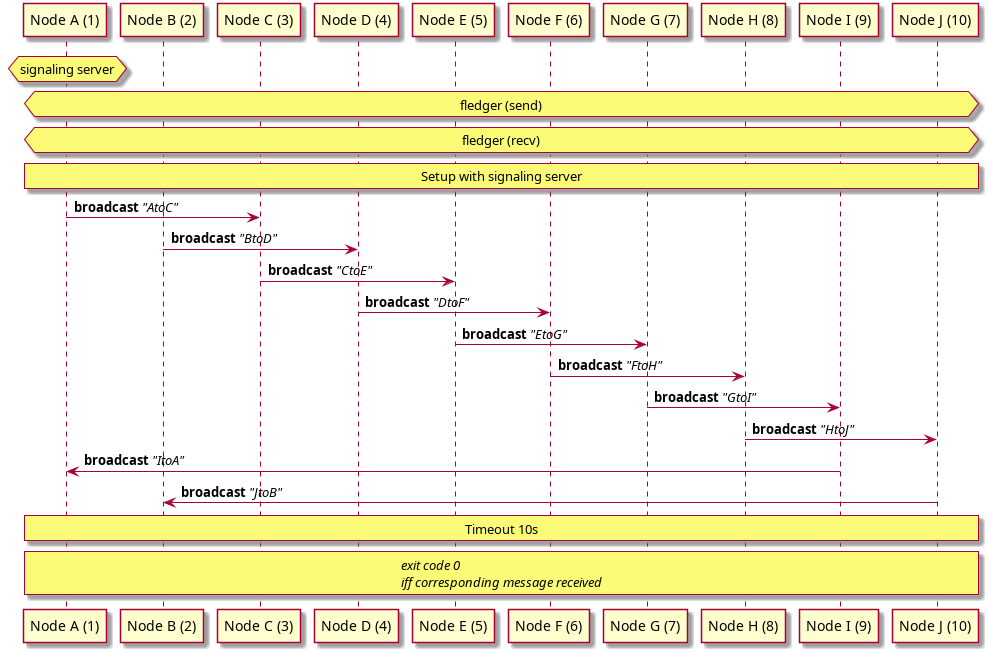 Node A (1) Node B (2) Node C (3) Node D (4) Node E (5) Node F (6) Node G (7) Node H (8) Node I (9) Node J (10)
signaling server
fledger (send)
fledger (recv)
Setup with signaling server
broadcast "AtoC"
broadcast "BtoD"
broadcast "CtoE"
broadcast "DtoF"
broadcast "EtoG"
broadcast "FtoH"
broadcast "GtoI"
broadcast "HtoJ"
broadcast "ItoA"
broadcast "JtoB"
Timeout 10s
exit code 0
iff corresponding message received
Node A (1) Node B (2) Node C (3) Node D (4) Node E (5) Node F (6) Node G (7) Node H (8) Node I (9) Node J (10)